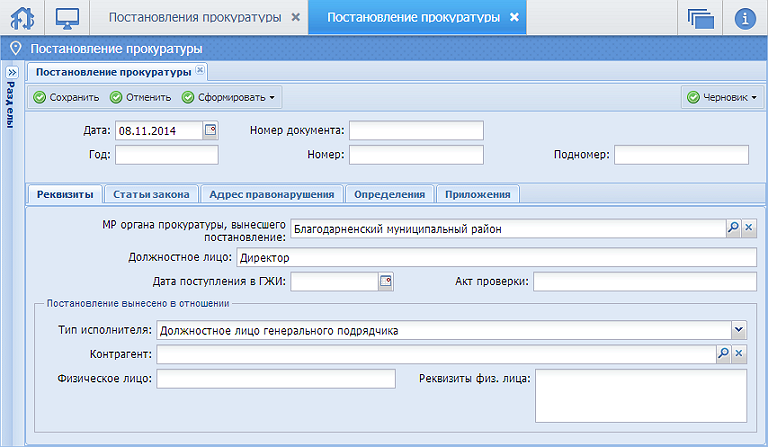 Постановления прокуратуры
Постановление прокуратуры
Постановление прокуратуры
Разделы
Постановление прокуратуры
Сохранить Отменить Сформировать Черновик
Дата: 08.11.2014 Номер документа:
Год: Номер: Подномер:
Реквизиты Статьи закона Адрес правонарушения Определения Приложения
МР органа прокуратуры, вынесшего
постановление: Благодарненский муниципальный район
Должностное лицо: Директор
Дата поступления в ГЖИ: Акт проверки:
Постановление вынесено в отношении
Тип исполнителя: Должностное лицо генерального подрядчика
Контрагент:
Физическое лицо: Реквизиты физ. лица: